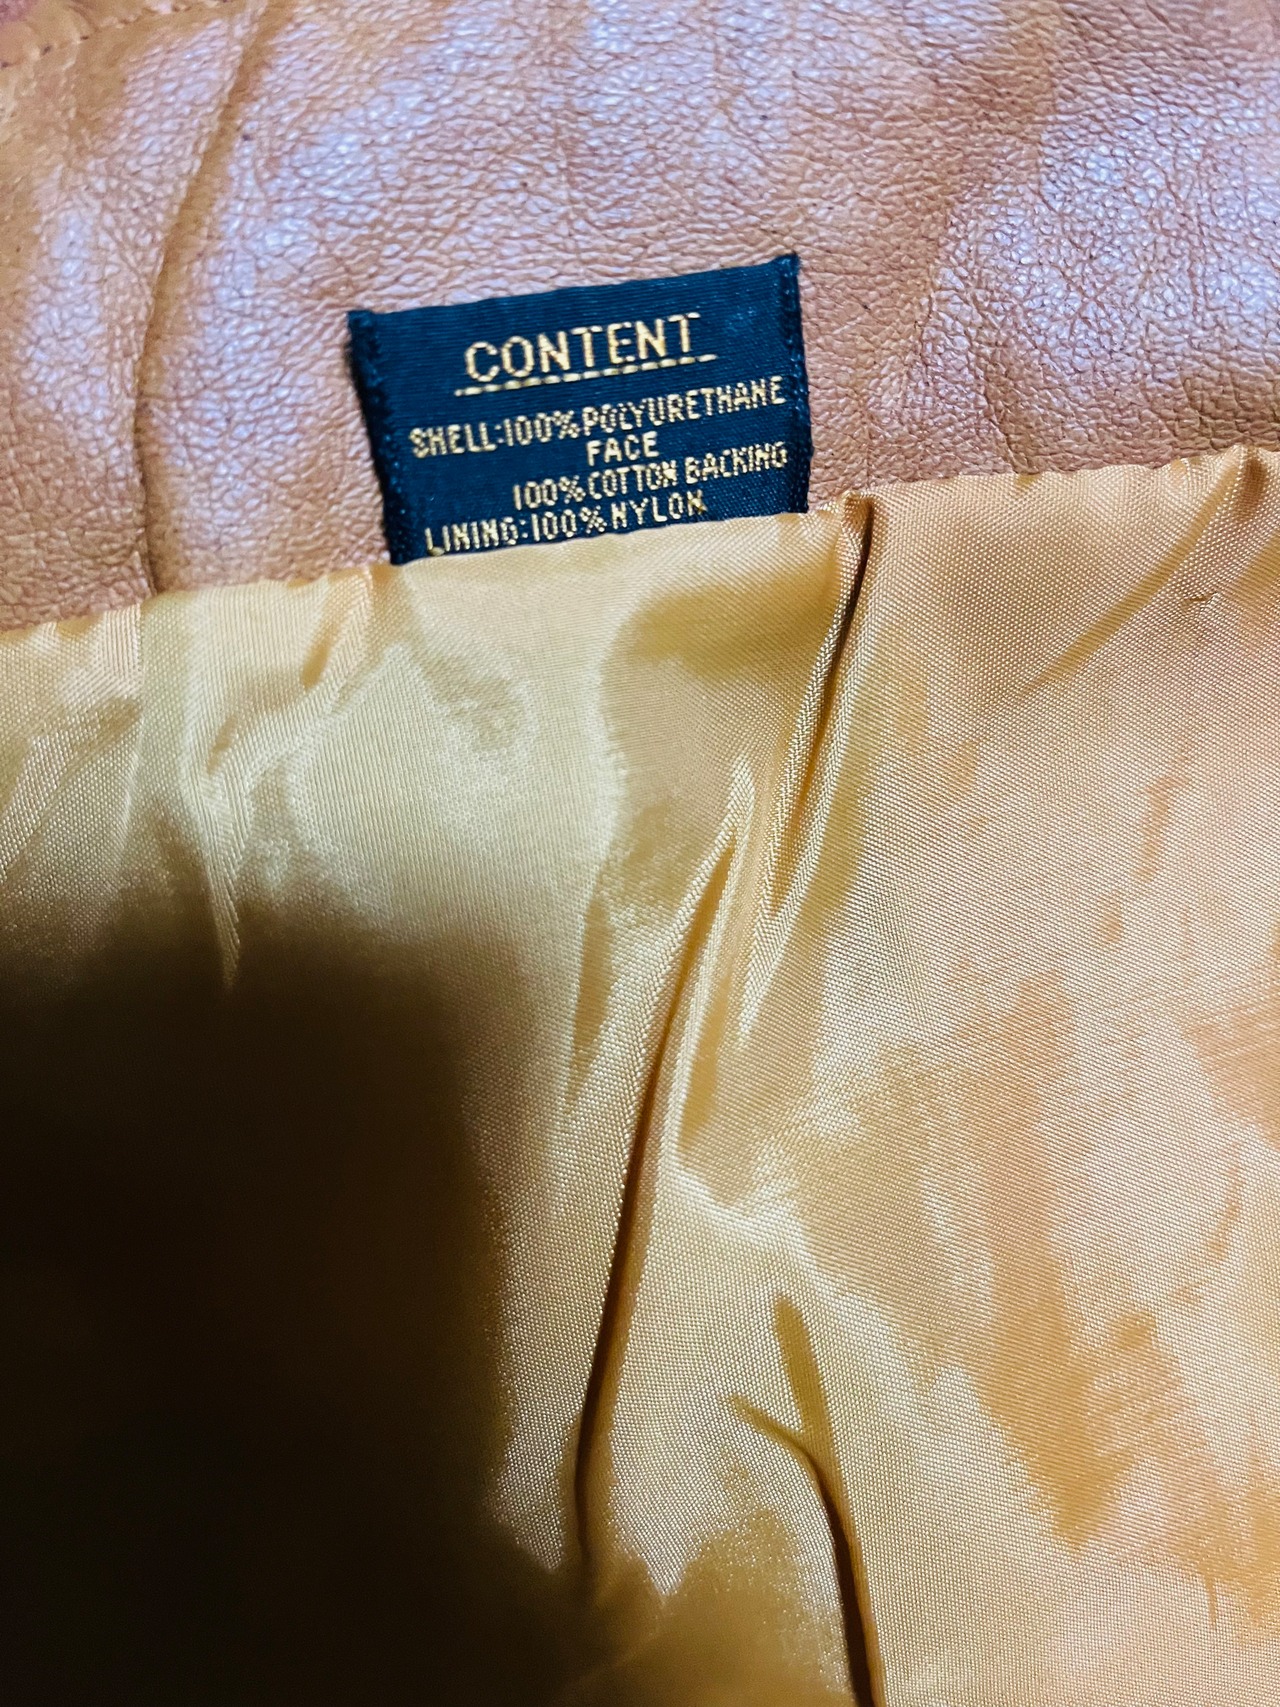 CONTENT
SHELL:100% POLYURETHANE
FACE
100% COTTON BACKING
LINING:100% NYLON